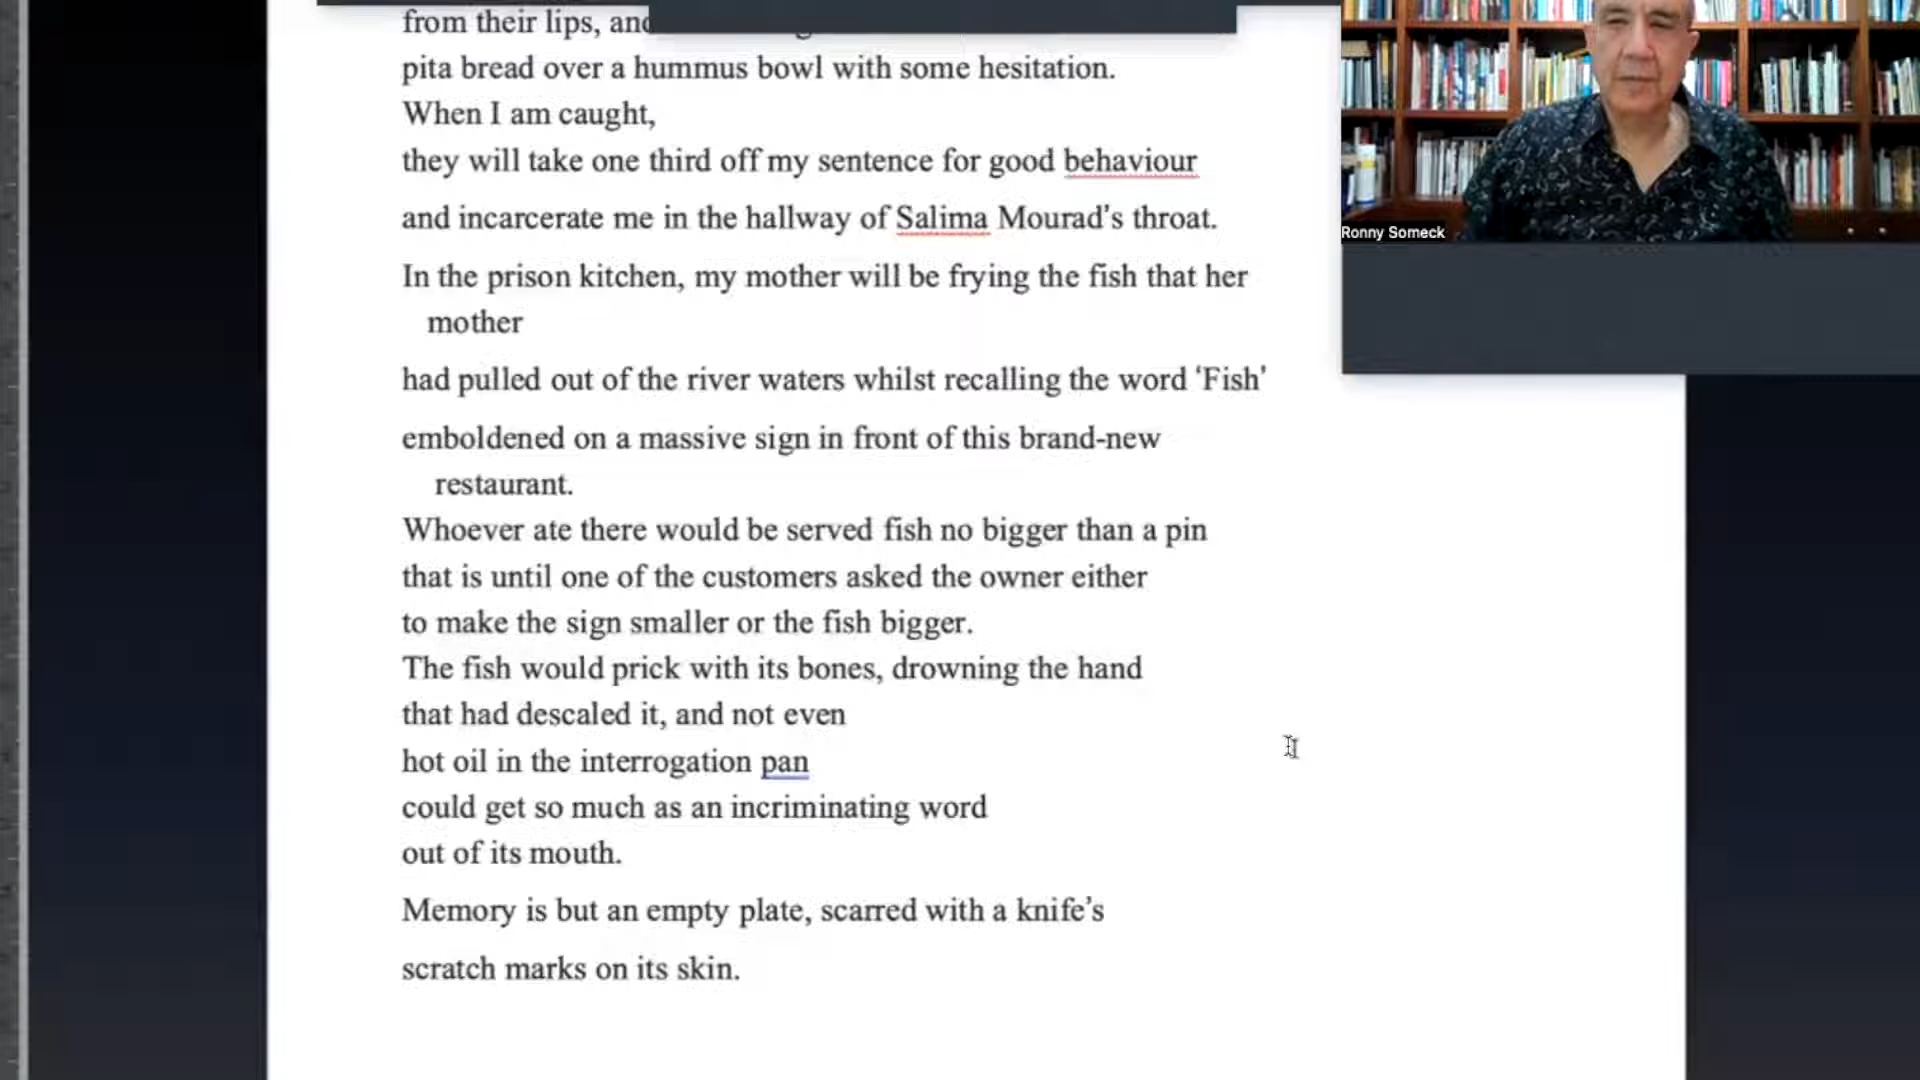 from their lips, and
pita bread over a hummus bowl with some hesitation.
When I am caught,
they will take one third off my sentence for good behaviour
and incarcerate me in the hallway of Salima Mourad’s throat.
In the prison kitchen, my mother will be frying the fish that her
mother
had pulled out of the river waters whilst recalling the word ‘Fish’
emboldened on a massive sign in front of this brand-new
restaurant.
Whoever ate there would be served fish no bigger than a pin
that is until one of the customers asked the owner either
to make the sign smaller or the fish bigger.
The fish would prick with its bones, drowning the hand
that had descaled it, and not even
hot oil in the interrogation pan
could get so much as an incriminating word
out of its mouth.
Memory is but an empty plate, scarred with a knife’s
scratch marks on its skin.
Ronny Someck